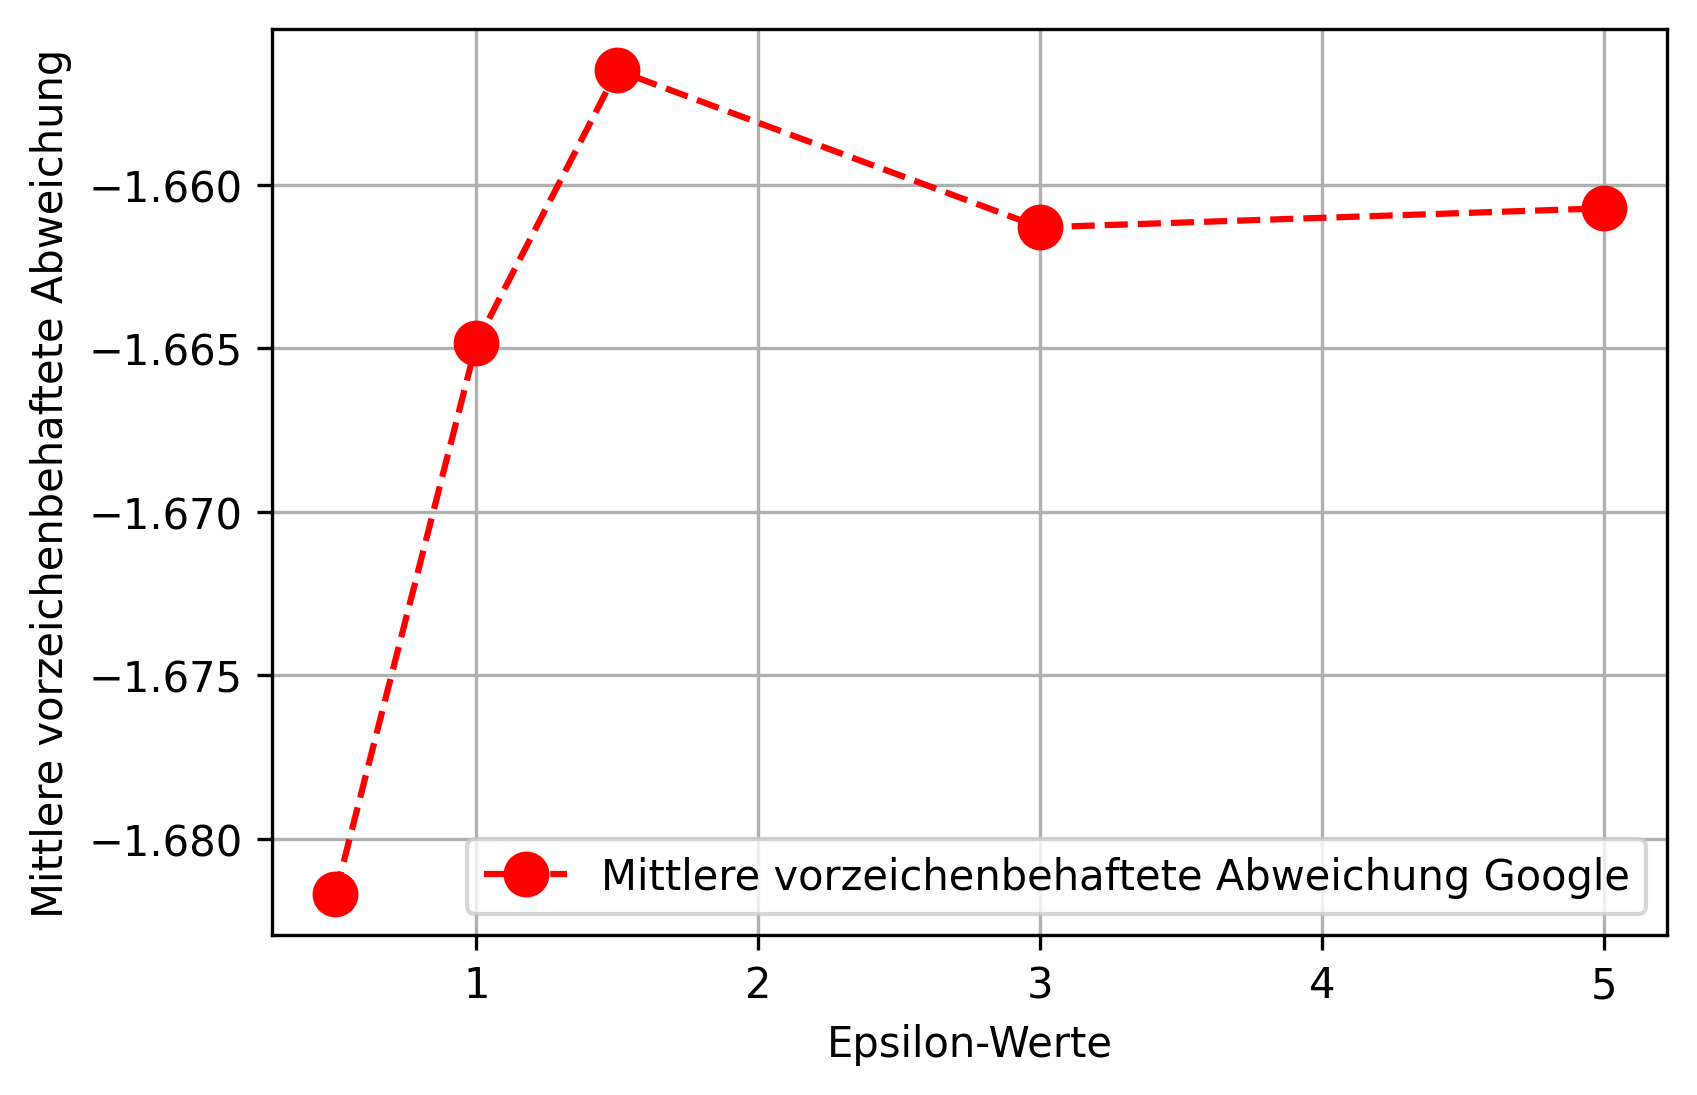 Mittlere vorzeichenbehaftete Abweichung
−1.660
−1.665
−1.670
−1.675
−1.680
Mittlere vorzeichenbehaftete Abweichung Google
1 2 3 4 5
Epsilon-Werte